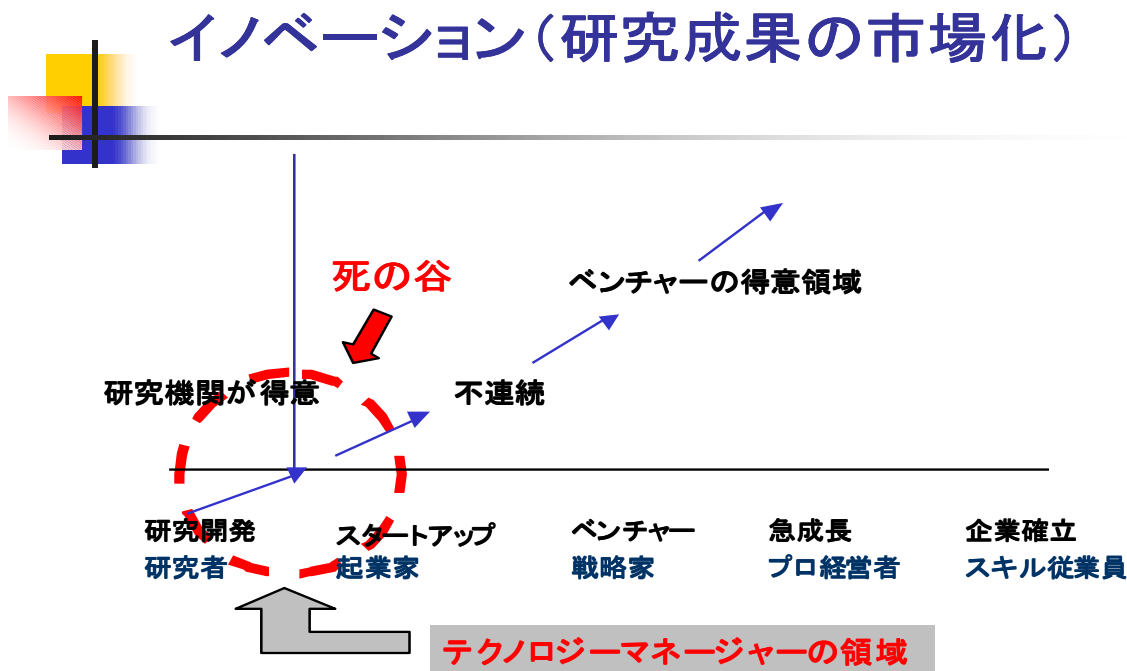 イノベーション（研究成果の市場化）
死の谷
ベンチャーの得意領域
研究機関が得意
不連続
研究開発 スタートアップ ベンチャー 急成長 企業確立
研究者 起業家 戦略家 プロ経営者 スキル従業員
テクノロジーマネージャーの領域